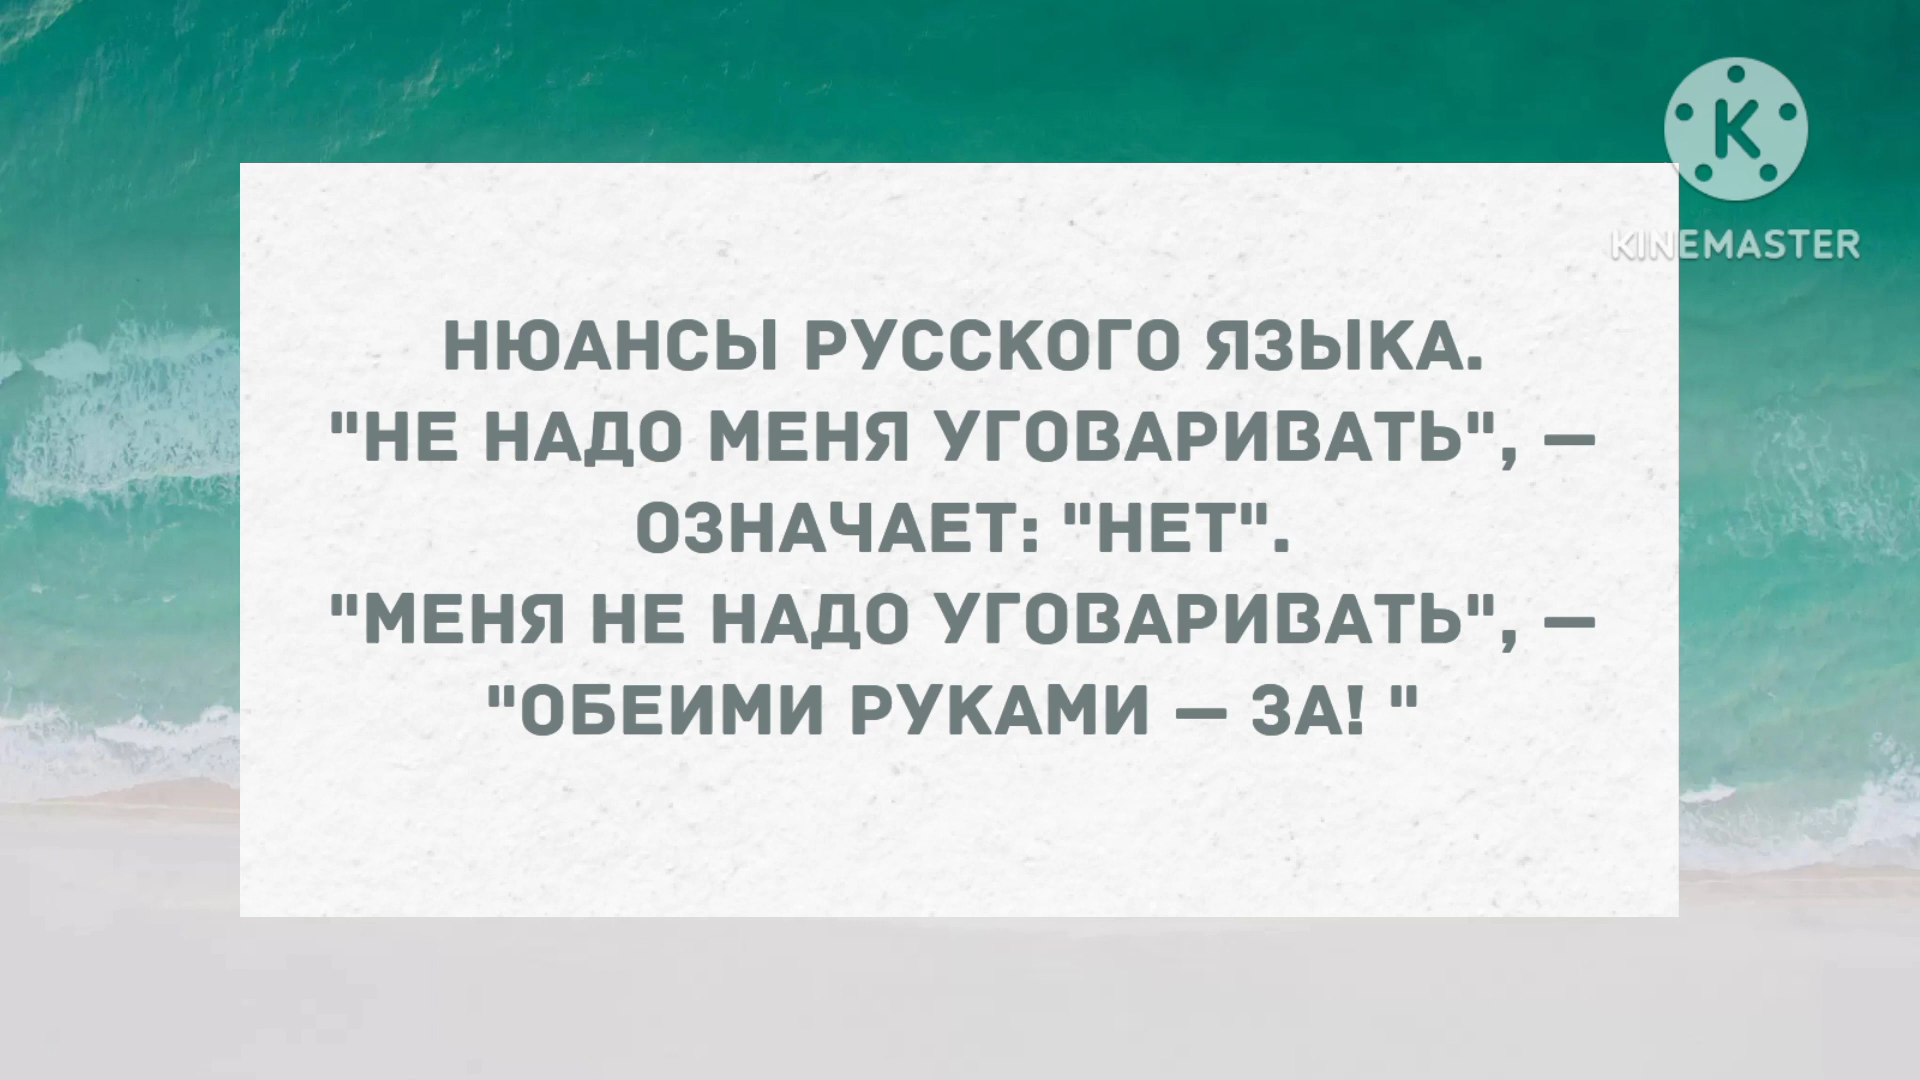 K
KINEMASTER
НЮАНСЫ РУССКОГО ЯЗЫКА.
"НЕ НАДО МЕНЯ УГОВАРИВАТЬ", —
ОЗНАЧАЕТ: "НЕТ".
"МЕНЯ НЕ НАДО УГОВАРИВАТЬ", —
"ОБЕИМИ РУКАМИ — ЗА! "